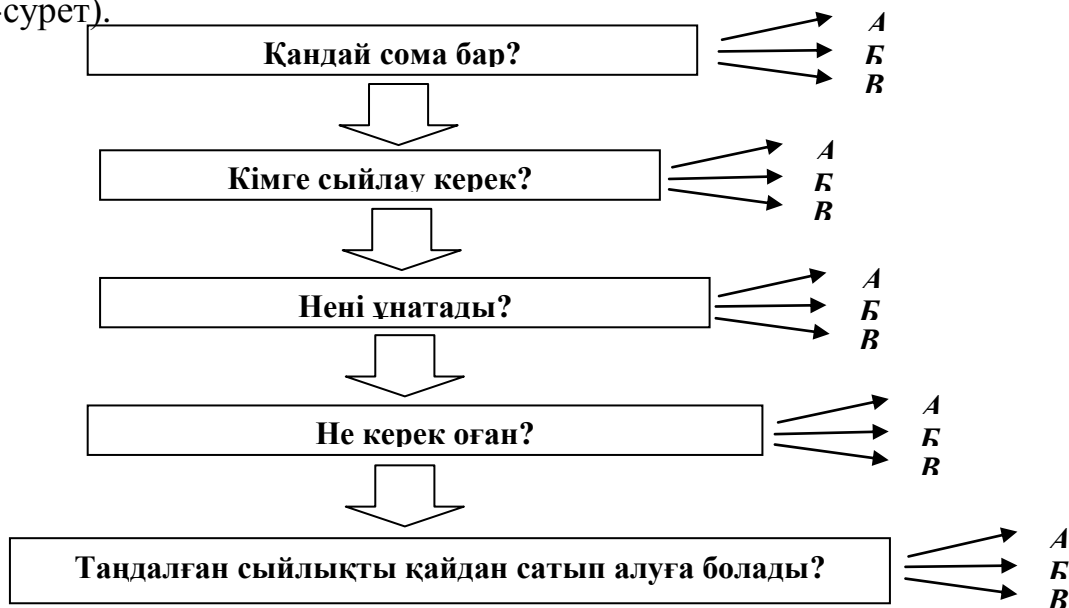 -сурет).
Қандай сома бар?
А
Б
В
Кімге сыйлау керек?
А
Б
В
Нені ұнатады?
А
Б
В
Не керек оған?
А
Б
В
Таңдалған сыйлықты қайдан сатып алуға болады?
А
Б
В